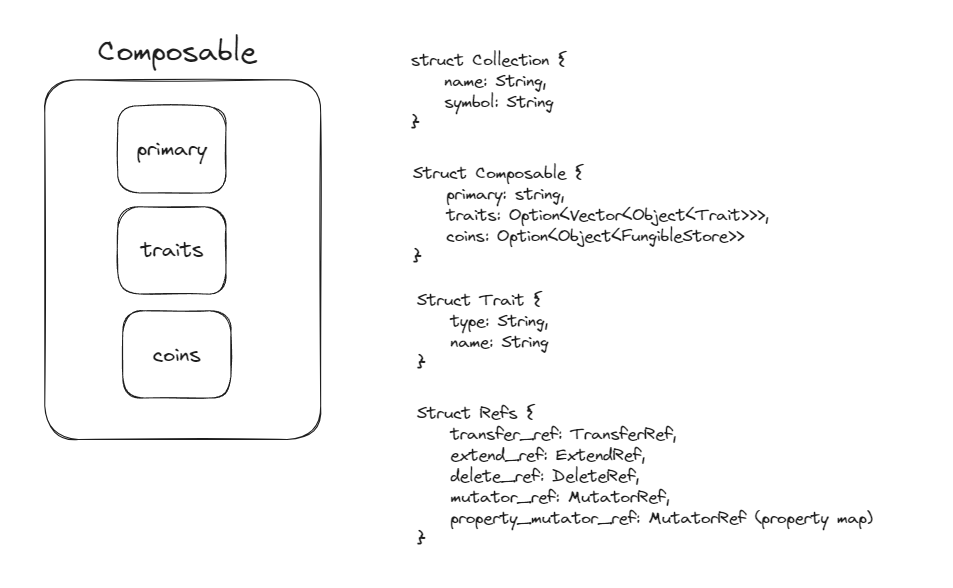 Composable
primary
traits
coins
struct Collection {
name: String,
symbol: String
}
Struct Composable {
primary: string,
traits: Option<Vector<Object<Trait>>>,
coins: Option<Object<FungibleStore>>
}
Struct Trait {
type: String,
name: String
}
Struct Refs {
transfer_ref: TransferRef,
extend_ref: ExtendRef,
delete_ref: DeleteRef,
mutator_ref: MutatorRef,
property_mutator_ref: MutatorRef (property map)
}